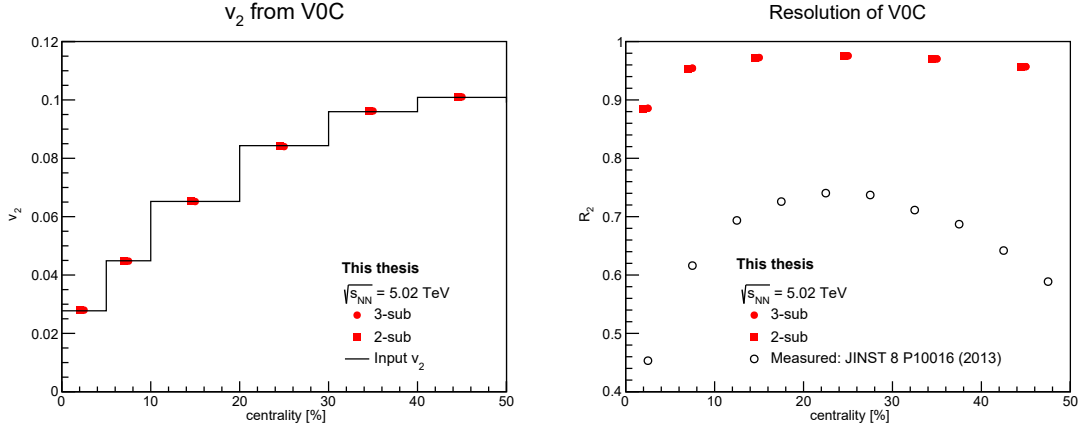 v₂ from V0C
0.12
0.1
0.08
0.06
0.04
0.02
0
v₂
0 10 20 30 40 50
centrality [%]
This thesis
√s_NN = 5.02 TeV
3-sub
2-sub
Input v₂
Resolution of V0C
1
0.9
0.8
0.7
0.6
0.5
0.4
R₂
0 10 20 30 40 50
centrality [%]
This thesis
√s_NN = 5.02 TeV
3-sub
2-sub
Measured: JINST 8 P10016 (2013)